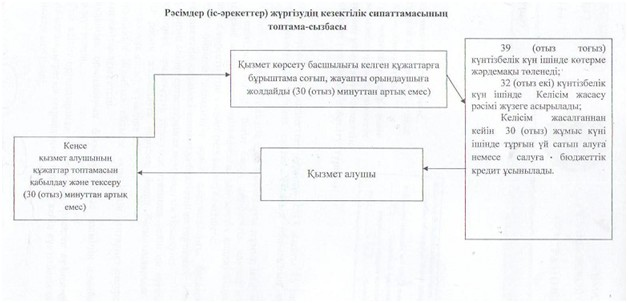 Рәсімдер (іс-әрекеттер) жүргізудің кезектілік сипаттамасының
топтама-сызбасы
Қызмет көрсету басшылығы келген құжаттарға
бұрыштама соғып, жауапты орындаушыға
жолдайды (30 (отыз) минуттан артық емес)
39 (отыз тоғыз)
күнтізбелік күн ішінде көтерме
жәрдемақы төленеді;
32 (отыз екі) күнтізбелік
күн ішінде Келісім жасасу
рәсімі жүзеге асырылады;
Келісім жасалғаннан
кейін 30 (отыз) жұмыс күні
ішінде тұрғын үй сатып алуға
немесе салуға - бюджеттік
кредит ұсынылады.
Кеңсе
қызмет алушының
құжаттар топтамасын
қабылдау және тексеру
(30 (отыз) минуттан артық
емес)
Қызмет алушы